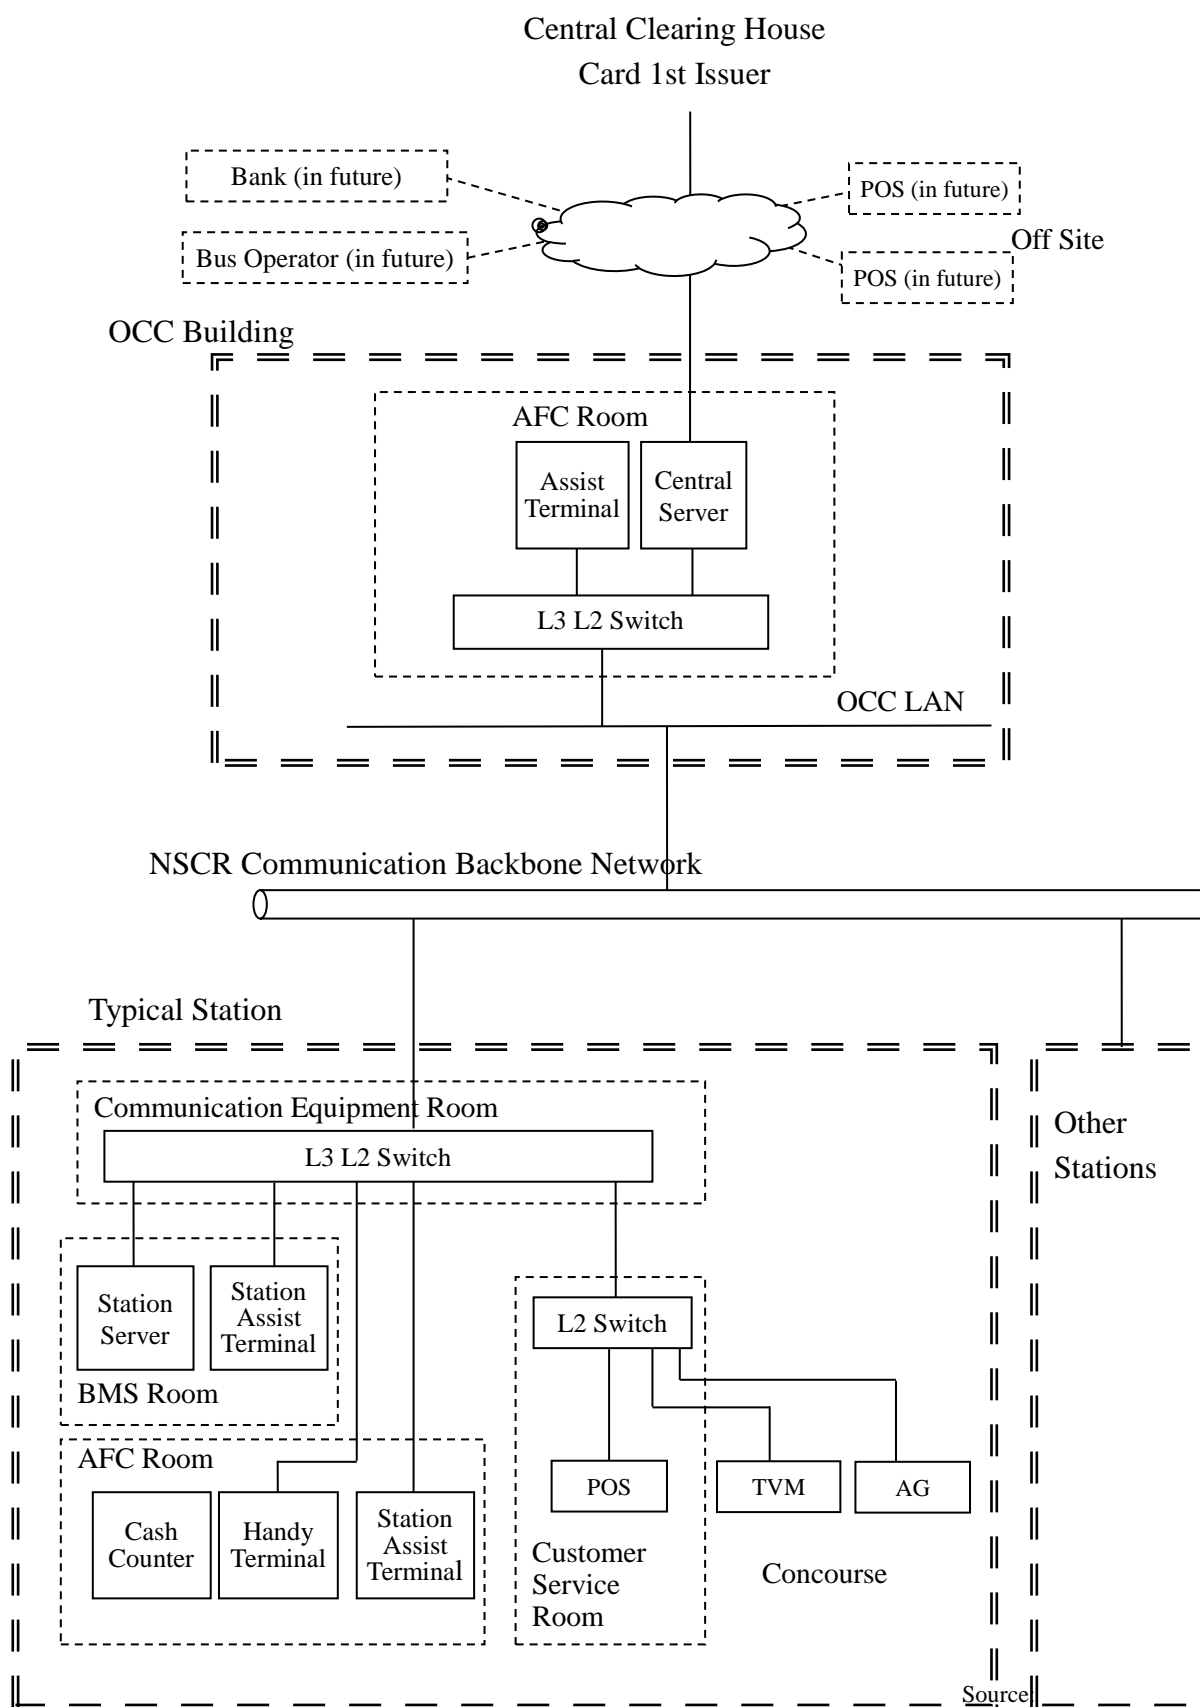 Central Clearing House
Card 1st Issuer
Bank (in future)
POS (in future)
Bus Operator (in future)
Off Site
POS (in future)
OCC Building
AFC Room
Assist
Terminal
Central
Server
L3 L2 Switch
OCC LAN
NSCR Communication Backbone Network
Typical Station
Communication Equipment Room
L3 L2 Switch
Other
Stations
Station
Server
Station
Assist
Terminal
BMS Room
L2 Switch
AFC Room
POS
TVM
AG
Cash
Counter
Handy
Terminal
Station
Assist
Terminal
Customer
Service
Room
Concourse
Source: